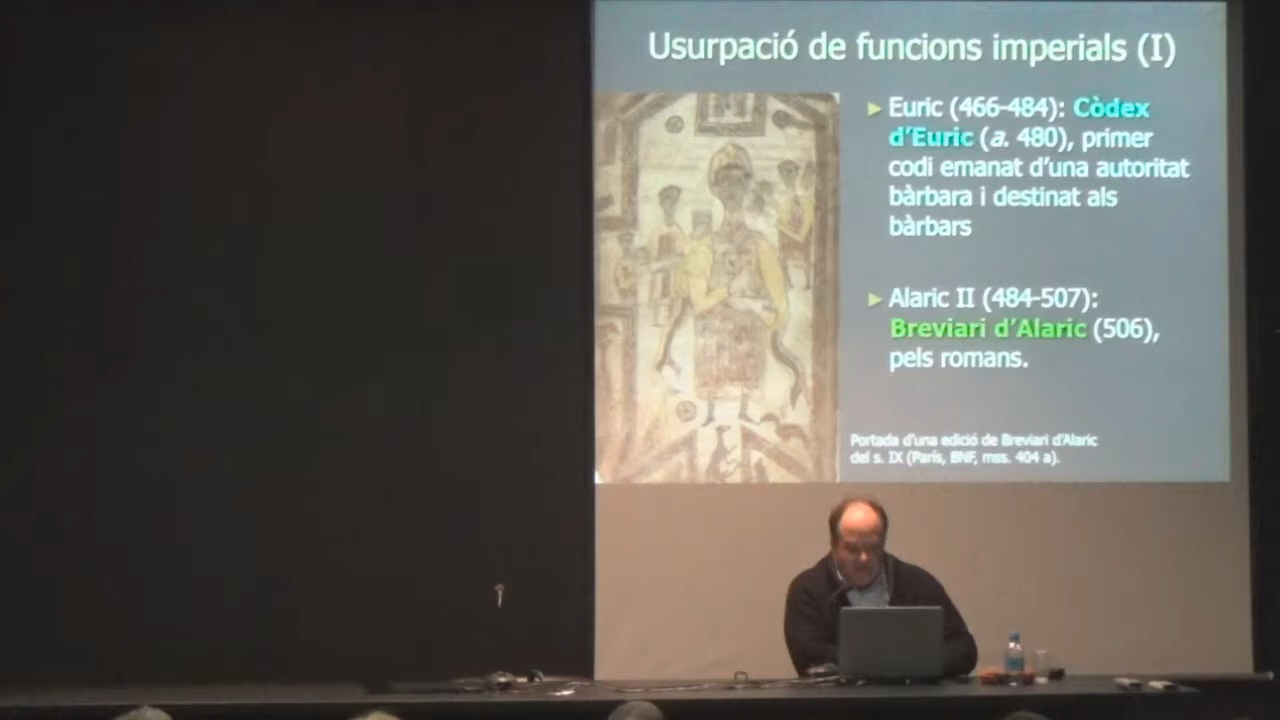 Usurpació de funcions imperials (I)
Euric (466-484): Còdex
d'Euric (a. 480), primer
codi emanat d'una autoritat
bàrbara i destinat als
bàrbars
Alaric II (484-507):
Breviari d'Alaric (506),
pels romans.
Portada d'una edició de Breviari d'Alaric
del s. IX (París, BNF, mss. 404 a).